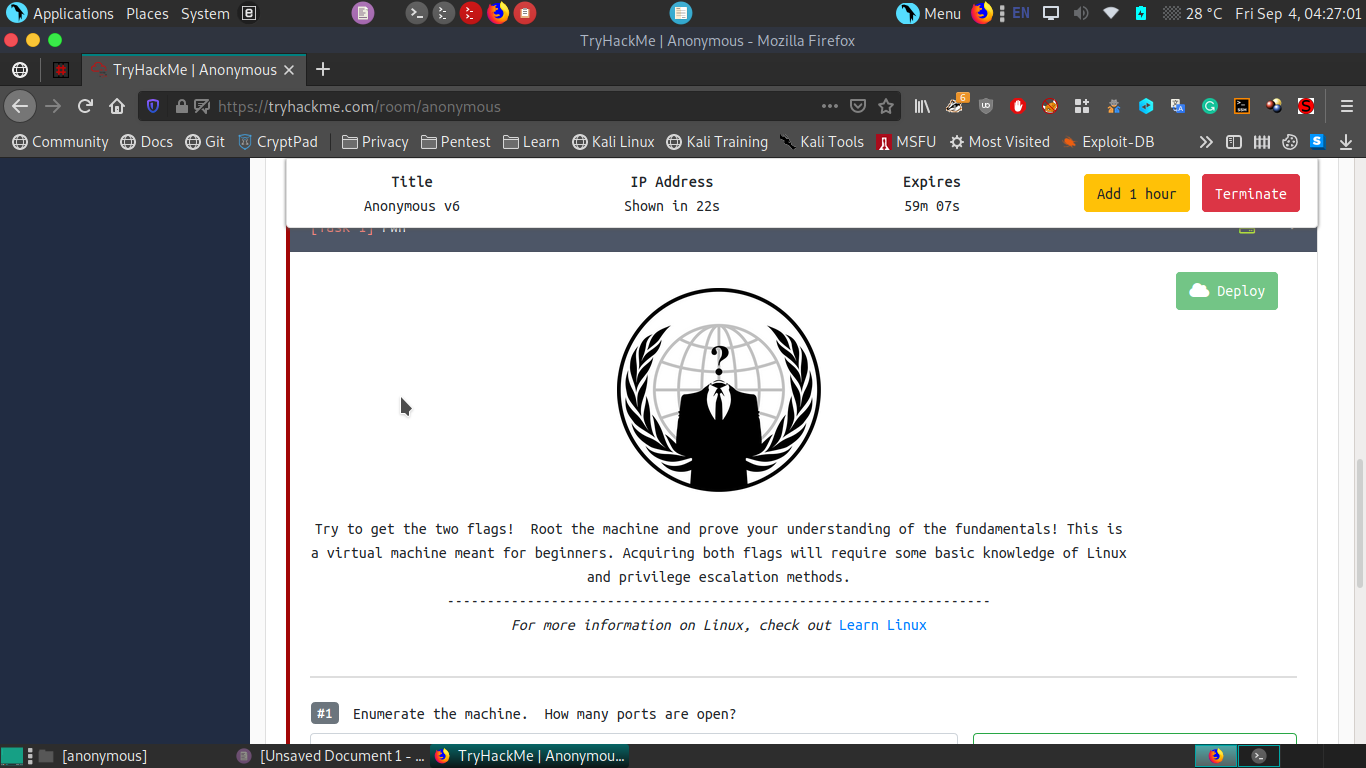 Applications Places System Menu EN 28 °C Fri Sep 4, 04:27:01
TryHackMe | Anonymous - Mozilla Firefox
TryHackMe | Anonymous
https://tryhackme.com/room/anonymous
6
Community Docs Git CryptPad Privacy Pentest Learn Kali Linux Kali Training Kali Tools MSFU Most Visited Exploit-DB
Title IP Address Expires
Anonymous v6 Shown in 22s 59m 07s
Add 1 hour Terminate
[Task 1] Pwn
Deploy
?
Try to get the two flags! Root the machine and prove your understanding of the fundamentals! This is
a virtual machine meant for beginners. Acquiring both flags will require some basic knowledge of Linux
and privilege escalation methods.
--------------------------------------------------------------------
For more information on Linux, check out Learn Linux
#1 Enumerate the machine. How many ports are open?
[anonymous] [Unsaved Document 1 - ... TryHackMe | Anonymou...